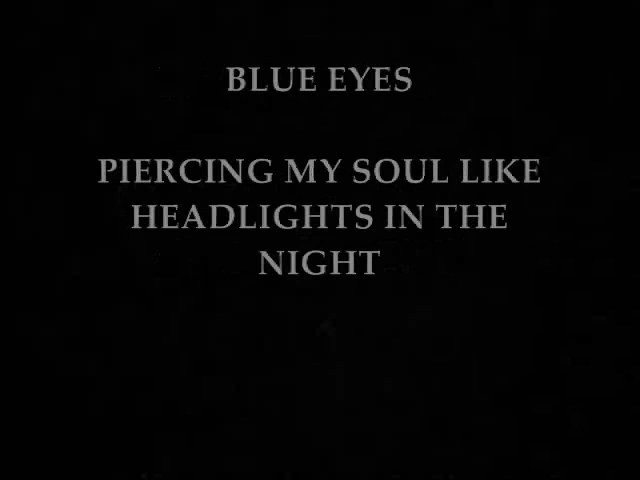 BLUE EYES
PIERCING MY SOUL LIKE
HEADLIGHTS IN THE
NIGHT